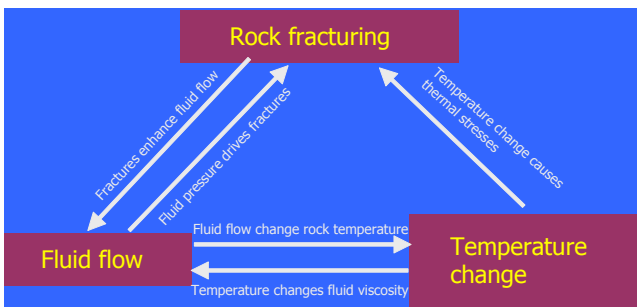 Rock fracturing
Fractures enhance fluid flow
Fluid pressure drives fractures
Temperature change causes
thermal stresses
Fluid flow change rock temperature
Fluid flow
Temperature
change
Temperature changes fluid viscosity